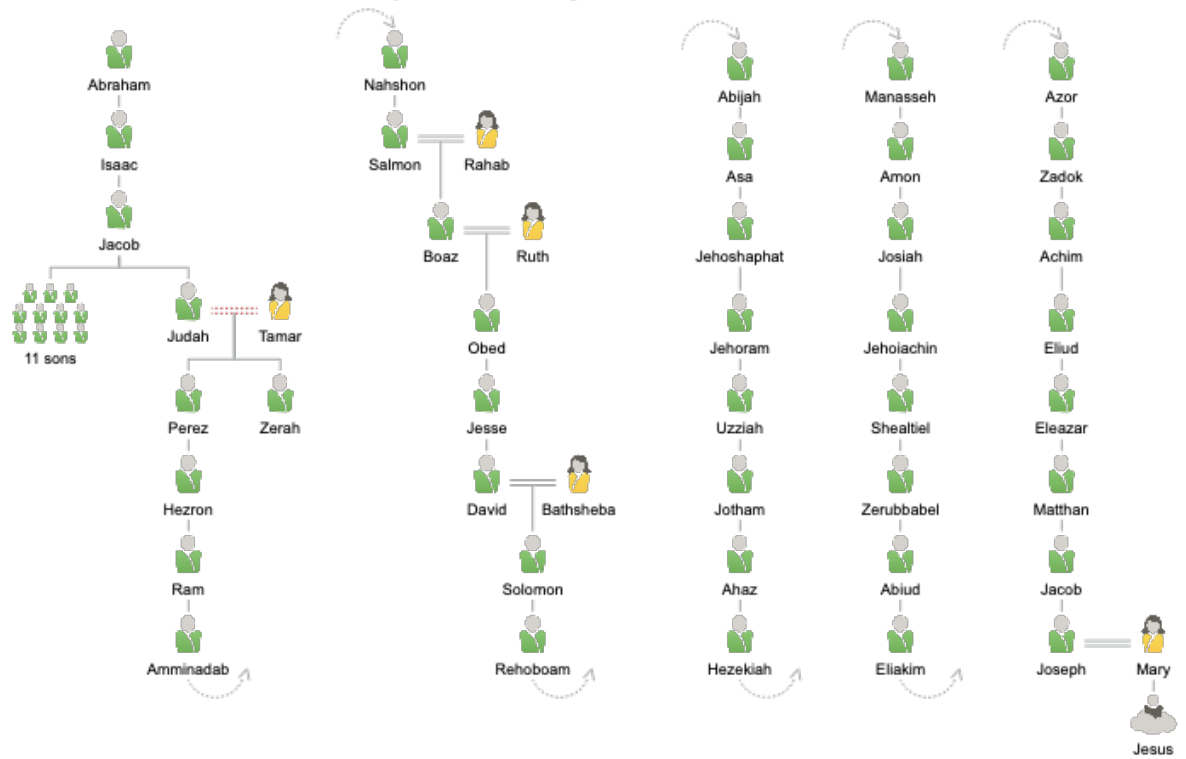 Abraham
Isaac
Jacob
11 sons
Judah
Tamar
Perez
Zerah
Hezron
Ram
Amminadab
Nahshon
Salmon
Rahab
Boaz
Ruth
Obed
Jesse
David
Bathsheba
Solomon
Rehoboam
Abijah
Asa
Jehoshaphat
Jehoram
Uzziah
Jotham
Ahaz
Hezekiah
Manasseh
Amon
Josiah
Jehoiachin
Shealtiel
Zerubbabel
Abiud
Eliakim
Azor
Zadok
Achim
Eliud
Eleazar
Matthan
Jacob
Joseph
Mary
Jesus